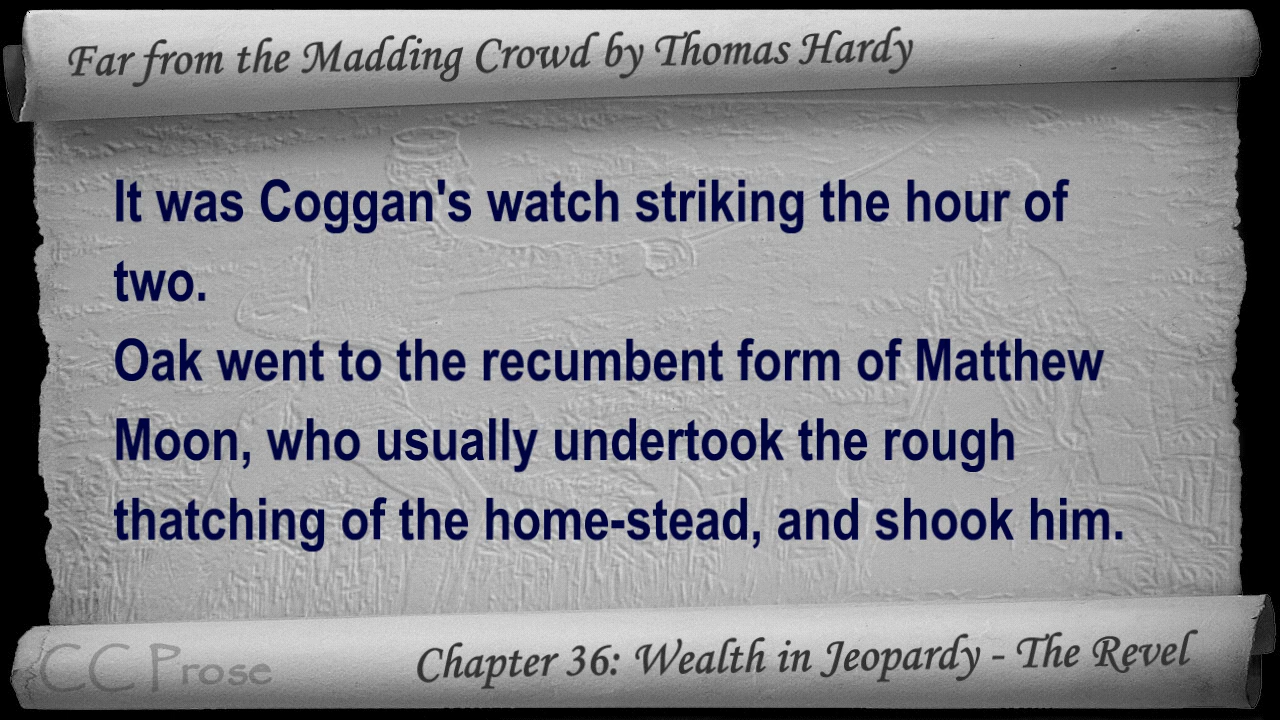 Far from the Madding Crowd by Thomas Hardy
It was Coggan's watch striking the hour of
two.
Oak went to the recumbent form of Matthew
Moon, who usually undertook the rough
thatching of the home-stead, and shook him.
CC Prose
Chapter 36: Wealth in Jeopardy - The Revel